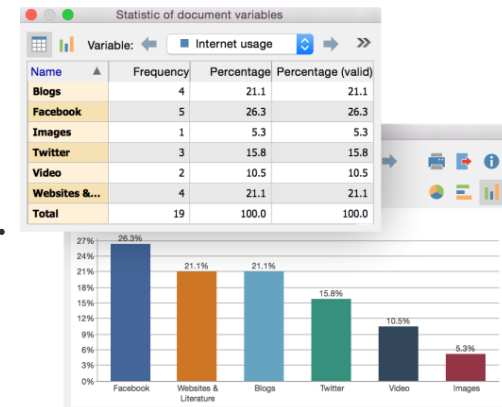 Statistic of document variables
Variable: Internet usage
Name Frequency Percentage Percentage (valid)
Blogs 4 21.1 21.1
Facebook 5 26.3 26.3
Images 1 5.3 5.3
Twitter 3 15.8 15.8
Video 2 10.5 10.5
Websites &... 4 21.1 21.1
Total 19 100.0 100.0
27%
24%
21%
18%
15%
12%
9%
6%
3%
0%
26.3%
21.1%
21.1%
15.8%
10.5%
5.3%
Facebook Websites & Blogs Twitter Video Images
Literature